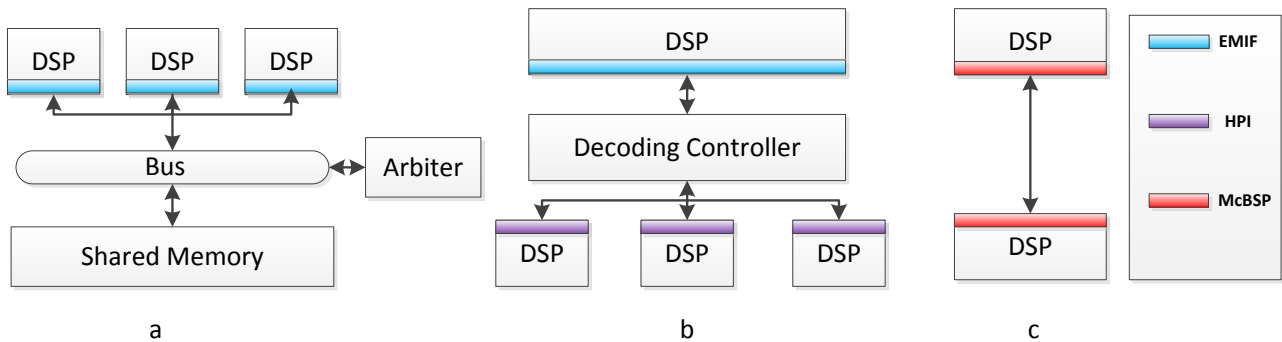 DSP
DSP
DSP
Bus
Arbiter
Shared Memory
a
DSP
Decoding Controller
DSP
DSP
DSP
b
DSP
DSP
c
EMIF
HPI
McBSP